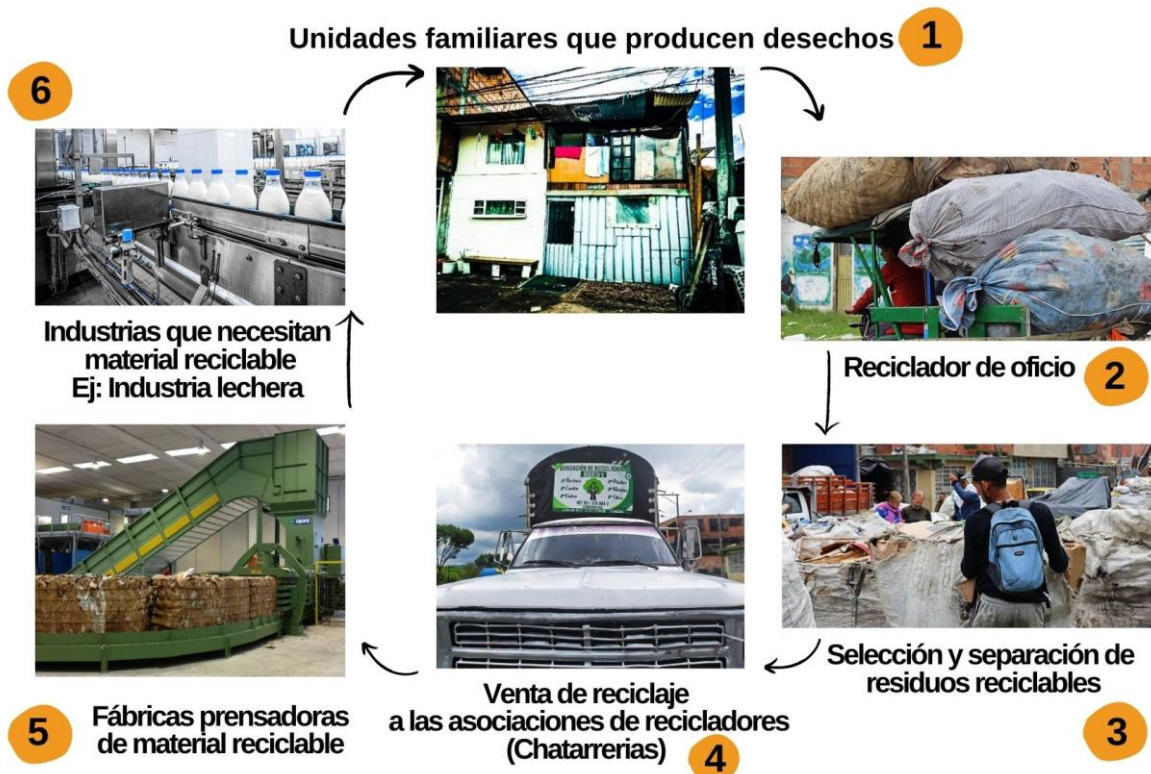 Unidades familiares que producen desechos
1
6
Industrias que necesitan
material reciclable
Ej: Industria lechera
Reciclador de oficio
2
Selección y separación de
residuos reciclables
3
Venta de reciclaje
a las asociaciones de recicladores
(Chatarrerias)
4
5
Fábricas prensadoras
de material reciclable